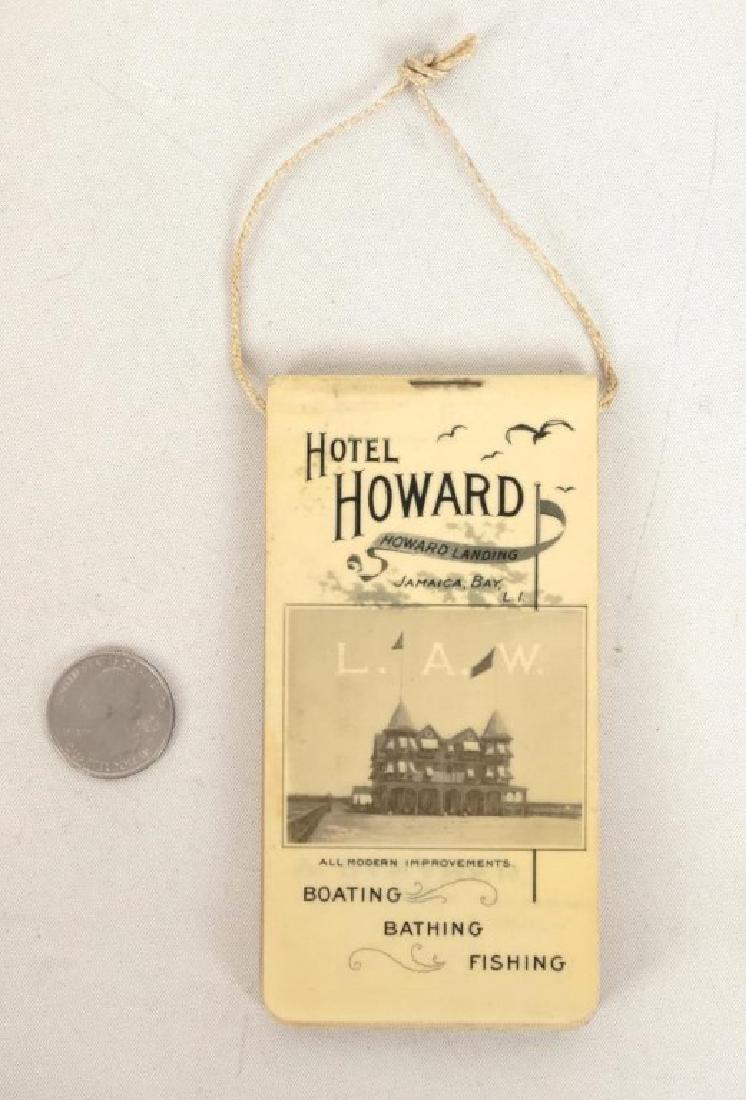 HOTEL
HOWARD
HOWARD LANDING
JAMAICA, BAY,
L.I.
L. A. W.
ALL MODERN IMPROVEMENTS.
BOATING
BATHING
FISHING